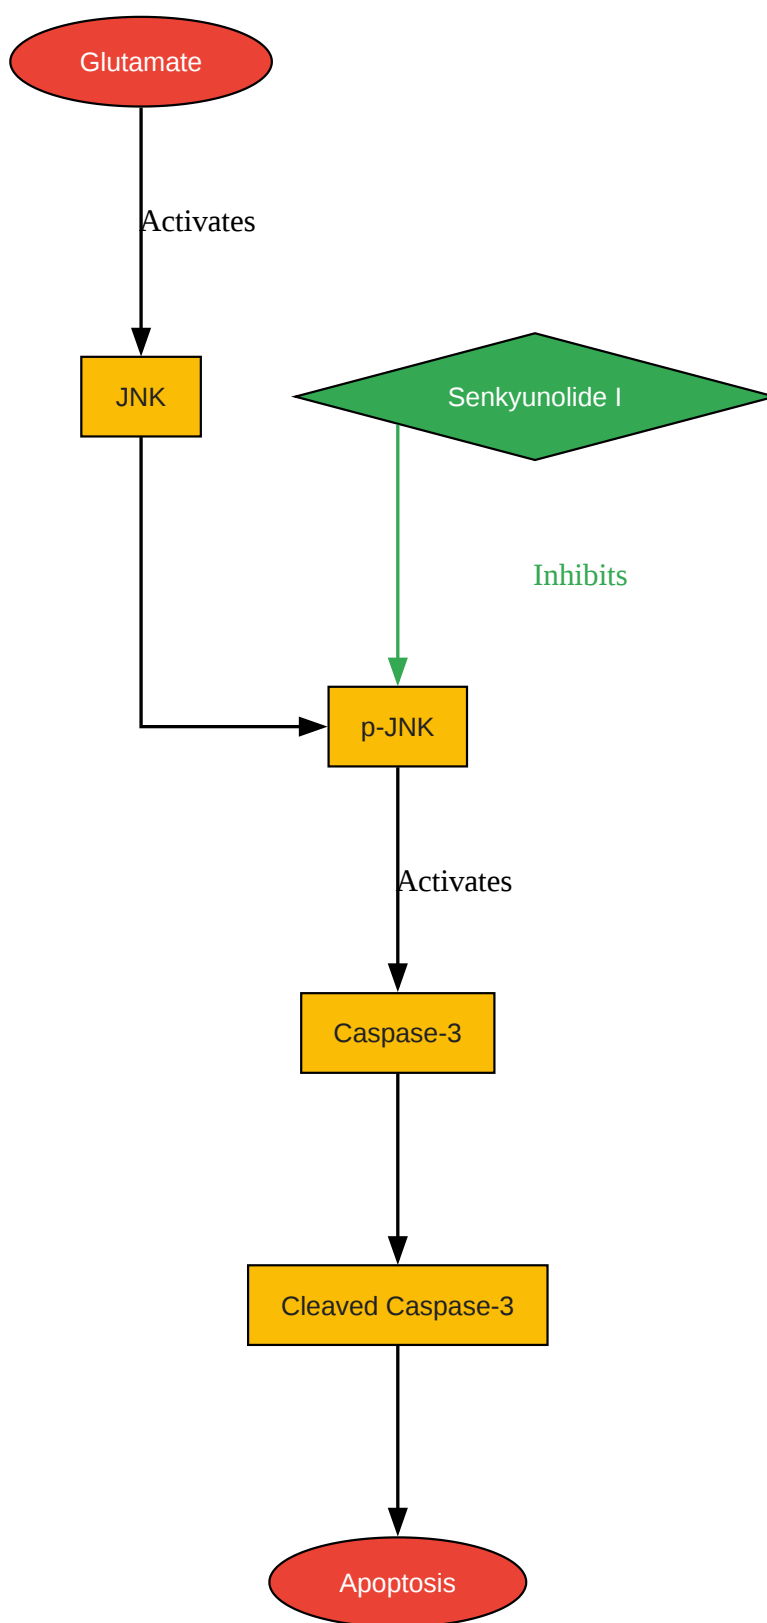 Glutamate
Activates
JNK
Senkyunolide I
Inhibits
p-JNK
Activates
Caspase-3
Cleaved Caspase-3
Apoptosis